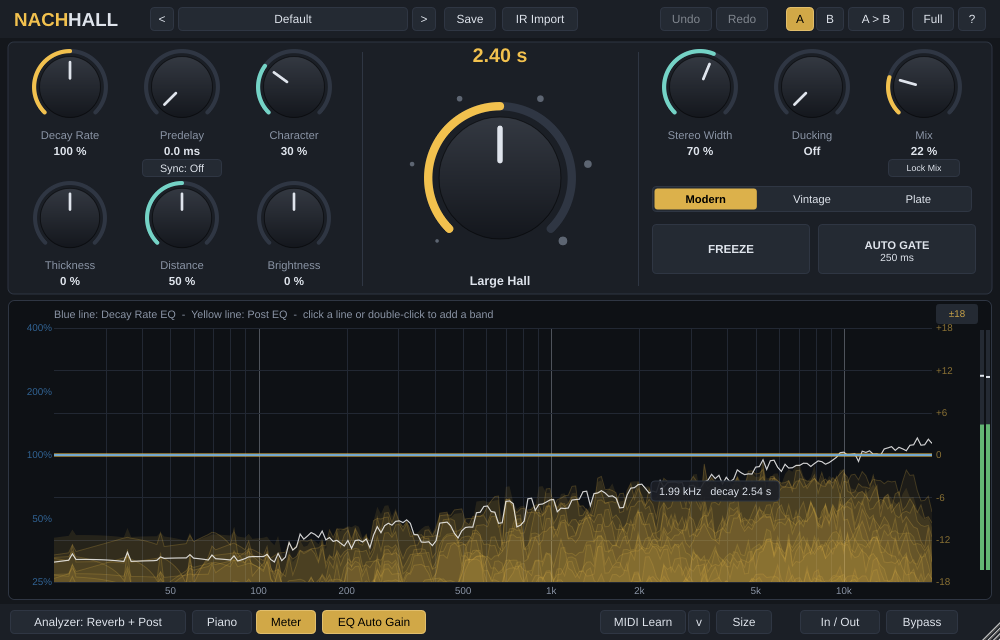 NACHHALL < Default > Save IR Import Undo Redo A B A > B Full ?
2.40 s
Decay Rate Predelay Character Stereo Width Ducking Mix
100 % 0.0 ms 30 % 70 % Off 22 %
Sync: Off Lock Mix
Modern Vintage Plate
FREEZE AUTO GATE
250 ms
Thickness Distance Brightness
0 % 50 % 0 % Large Hall
Blue line: Decay Rate EQ - Yellow line: Post EQ - click a line or double-click to add a band ±18
400% +18
+12
200%
+6
100% 0
1.99 kHz decay 2.54 s
-6
50%
-12
25% -18
50 100 200 500 1k 2k 5k 10k
Analyzer: Reverb + Post Piano Meter EQ Auto Gain MIDI Learn v Size In / Out Bypass